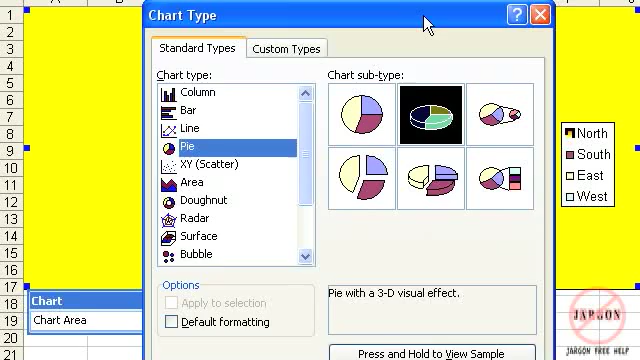 1
2
3
4
5
6
7
8
9
10
11
12
13
14
15
16
17
18
19
20
21
Chart Type
Standard Types
Custom Types
Chart type:
Column
Bar
Line
Pie
XY (Scatter)
Area
Doughnut
Radar
Surface
Bubble
Chart sub-type:
Options
Apply to selection
Default formatting
Pie with a 3-D visual effect.
Press and Hold to View Sample
North
South
East
West
Chart
Chart Area
JARGON
JARGON FREE HELP